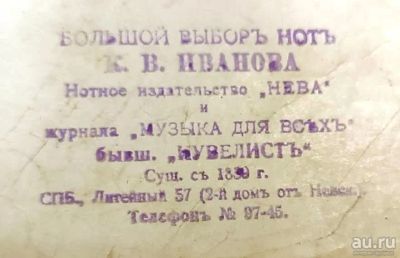 БОЛЬШОЙ ВЫБОРЪ НОТЪ
К. В. ИВАНОВА
Нотное издательство „НЕВА“
и
журнала „МУЗЫКА ДЛЯ ВСѢХЪ“
бывш. „НУВЕЛИСТЪ“
Сущ. съ 1839 г.
СПБ., Литейный 57 (2-й домъ отъ Невск.)
Телефонъ № 97-45.
au.ru